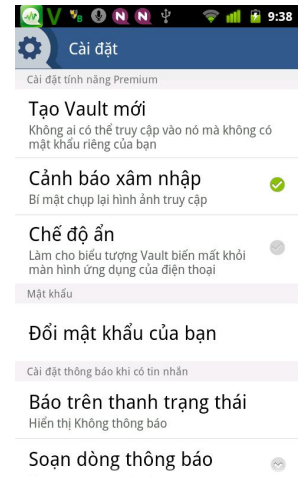 9:38
Cài đặt
Cài đặt tính năng Premium
Tạo Vault mới
Không ai có thể truy cập vào nó mà không có
mật khẩu riêng của bạn
Cảnh báo xâm nhập
Bí mật chụp lại hình ảnh truy cập
Chế độ ẩn
Làm cho biểu tượng Vault biến mất khỏi
màn hình ứng dụng của điện thoại
Mật khẩu
Đổi mật khẩu của bạn
Cài đặt thông báo khi có tin nhắn
Báo trên thanh trạng thái
Hiển thị Không thông báo
Soạn dòng thông báo